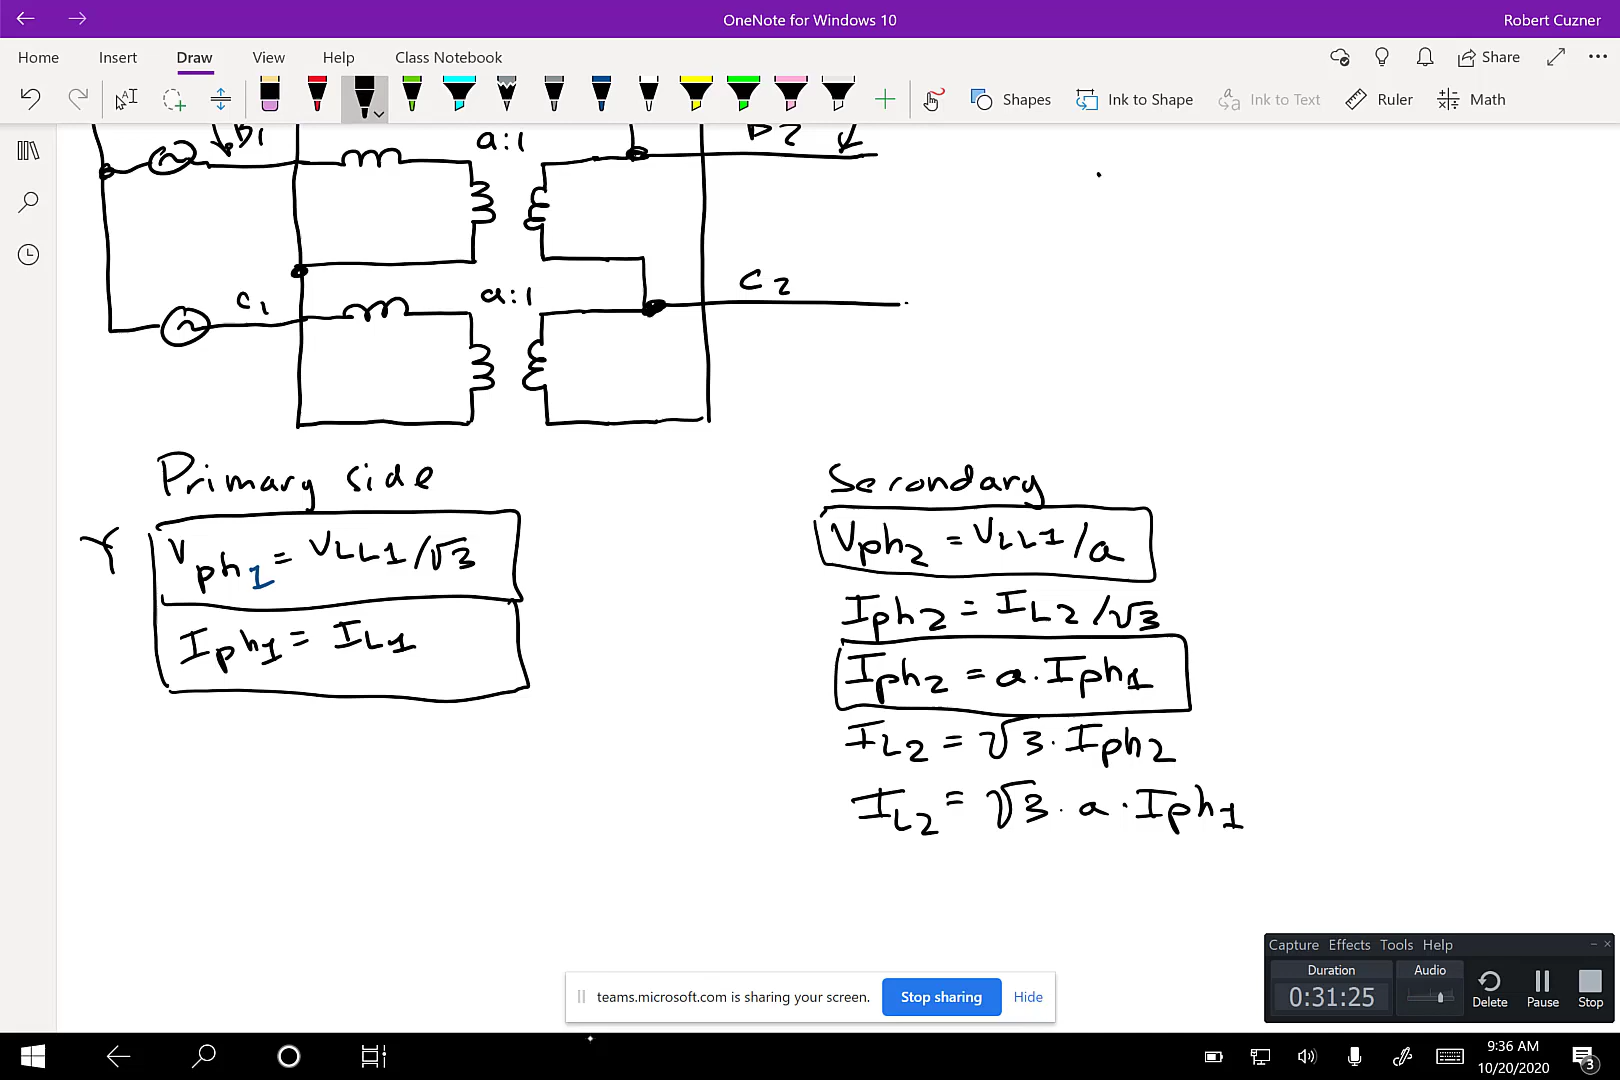 OneNote for Windows 10
Robert Cuzner
Home Insert Draw View Help Class Notebook
Share
Shapes Ink to Shape Ink to Text Ruler Math
B1 a:1 B2
C1 a:1 C2
Primary side
Y Vph1 = VLL1/√3
Iph1 = IL1
Secondary
Vph2 = VLL1/a
Iph2 = IL2/√3
Iph2 = a·Iph1
IL2 = √3·Iph2
IL2 = √3·a·Iph1
Capture Effects Tools Help
Duration Audio
0:31:25
Delete Pause Stop
teams.microsoft.com is sharing your screen. Stop sharing Hide
9:36 AM
10/20/2020
3